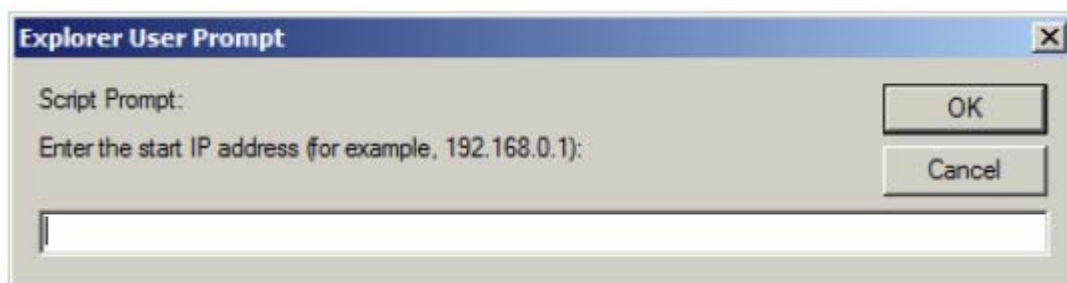 Explorer User Prompt
Script Prompt:
OK
Enter the start IP address (for example, 192.168.0.1):
Cancel